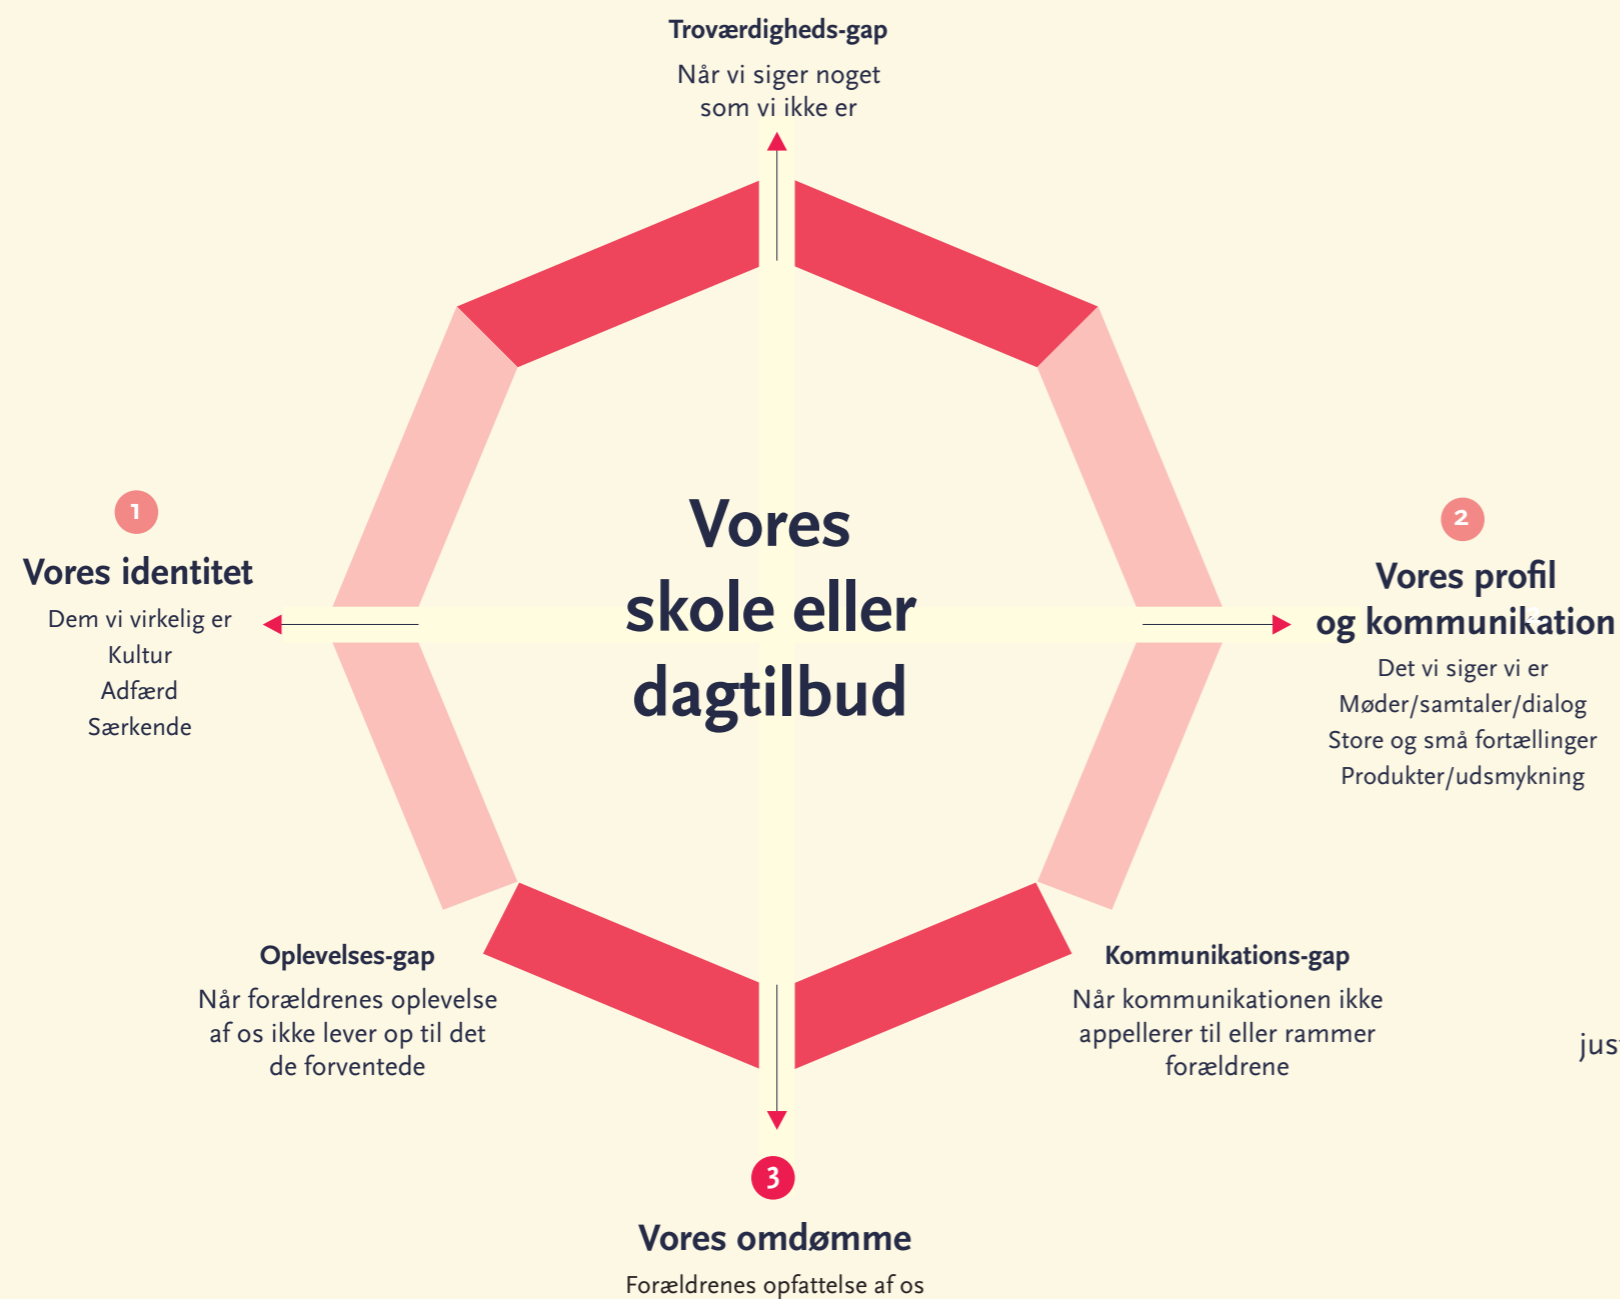 Troværdigheds-gap
Når vi siger noget
som vi ikke er
1
Vores identitet
Dem vi virkelig er
Kultur
Adfærd
Særkende
Vores
skole eller
dagtilbud
2
Vores profil
og kommunikation
Det vi siger vi er
Møder/samtaler/dialog
Store og små fortællinger
Produkter/udsmykning
Oplevelses-gap
Når forældrenes oplevelse
af os ikke lever op til det
de forventede
Kommunikations-gap
Når kommunikationen ikke
appellerer til eller rammer
forældrene
3
Vores omdømme
Forældrenes opfattelse af os